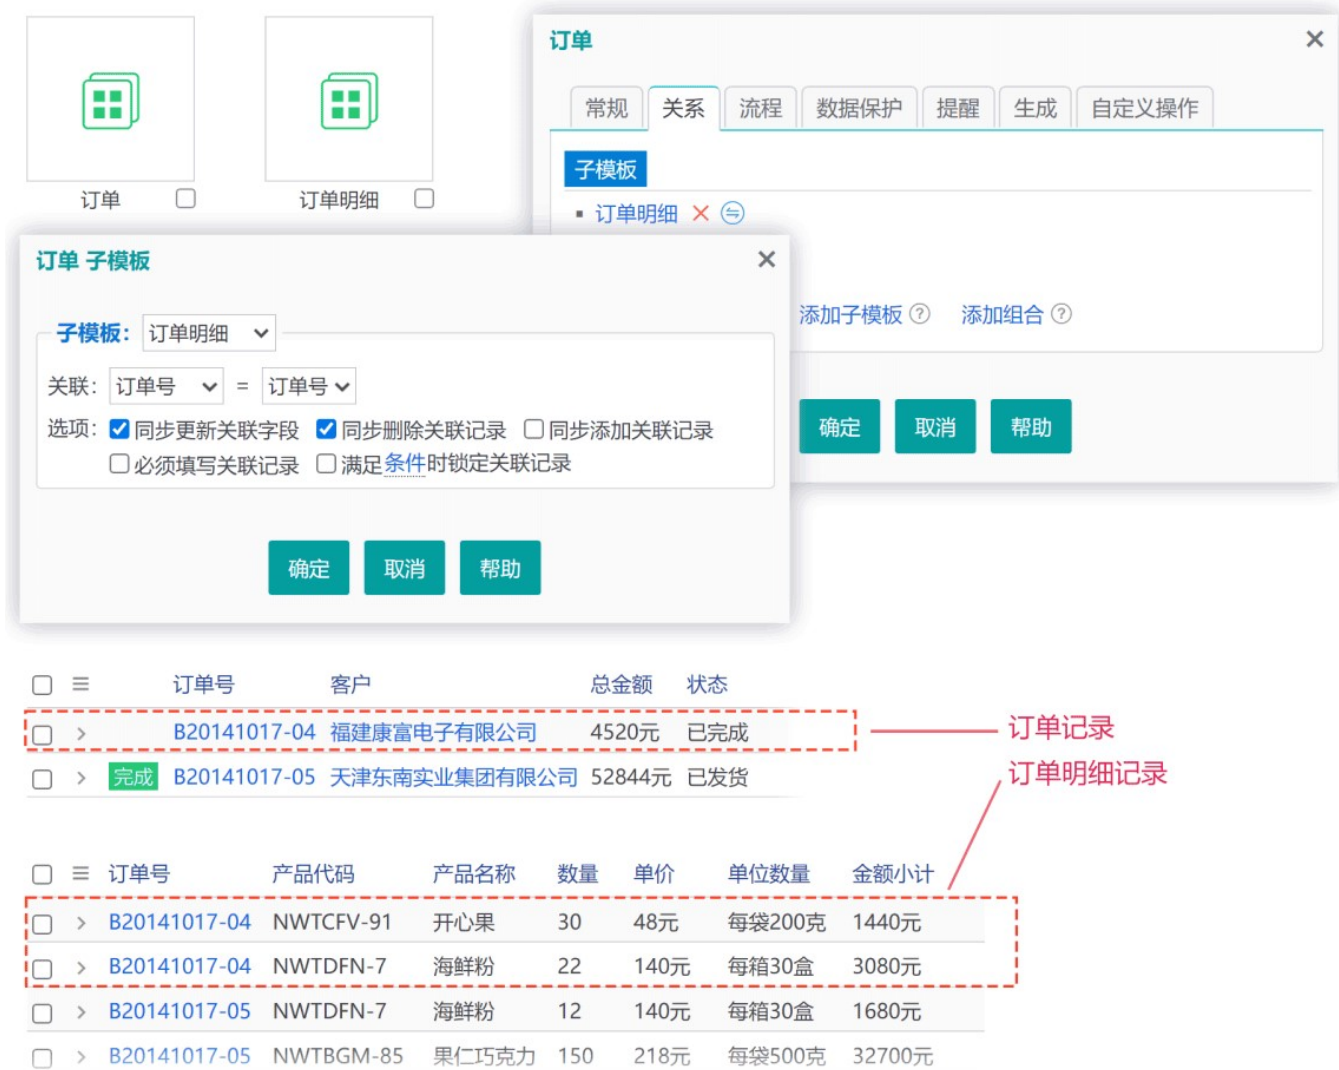 订单
订单明细
订单
常规 关系 流程 数据保护 提醒 生成 自定义操作
子模板
订单明细
添加子模板 添加组合
确定 取消 帮助
订单 子模板
子模板: 订单明细
关联: 订单号 = 订单号
选项: 同步更新关联字段 同步删除关联记录 同步添加关联记录
必须填写关联记录 满足条件时锁定关联记录
确定 取消 帮助
订单号 客户 总金额 状态
B20141017-04 福建康富电子有限公司 4520元 已完成
完成 B20141017-05 天津东南实业集团有限公司 52844元 已发货
订单记录
订单明细记录
订单号 产品代码 产品名称 数量 单价 单位数量 金额小计
B20141017-04 NWTCFV-91 开心果 30 48元 每袋200克 1440元
B20141017-04 NWTDFN-7 海鲜粉 22 140元 每箱30盒 3080元
B20141017-05 NWTDFN-7 海鲜粉 12 140元 每箱30盒 1680元
B20141017-05 NWTBGM-85 果仁巧克力 150 218元 每袋500克 32700元